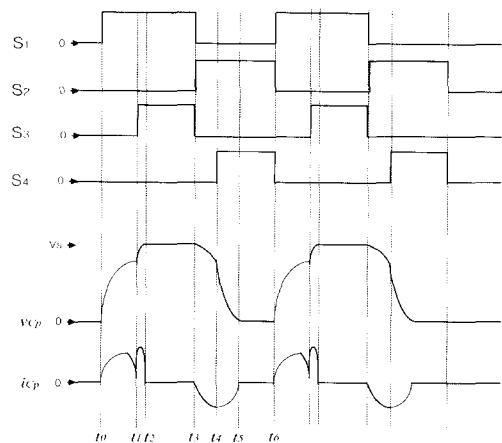 S1 0
S2 0
S3 0
S4 0
Vs
vCp 0
iCp 0
t0 t1 t2 t3 t4 t5 t6